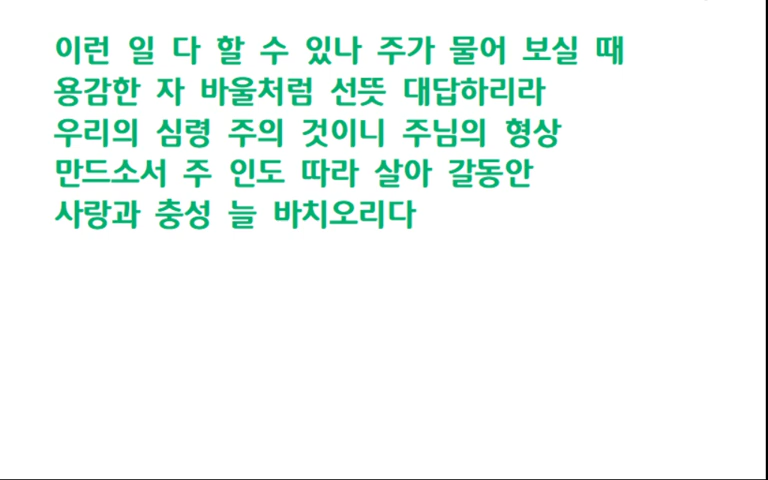 이런 일 다 할 수 있나 주가 물어 보실 때
용감한 자 바울처럼 선뜻 대답하리라
우리의 심령 주의 것이니 주님의 형상
만드소서 주 인도 따라 살아 갈동안
사랑과 충성 늘 바치오리다